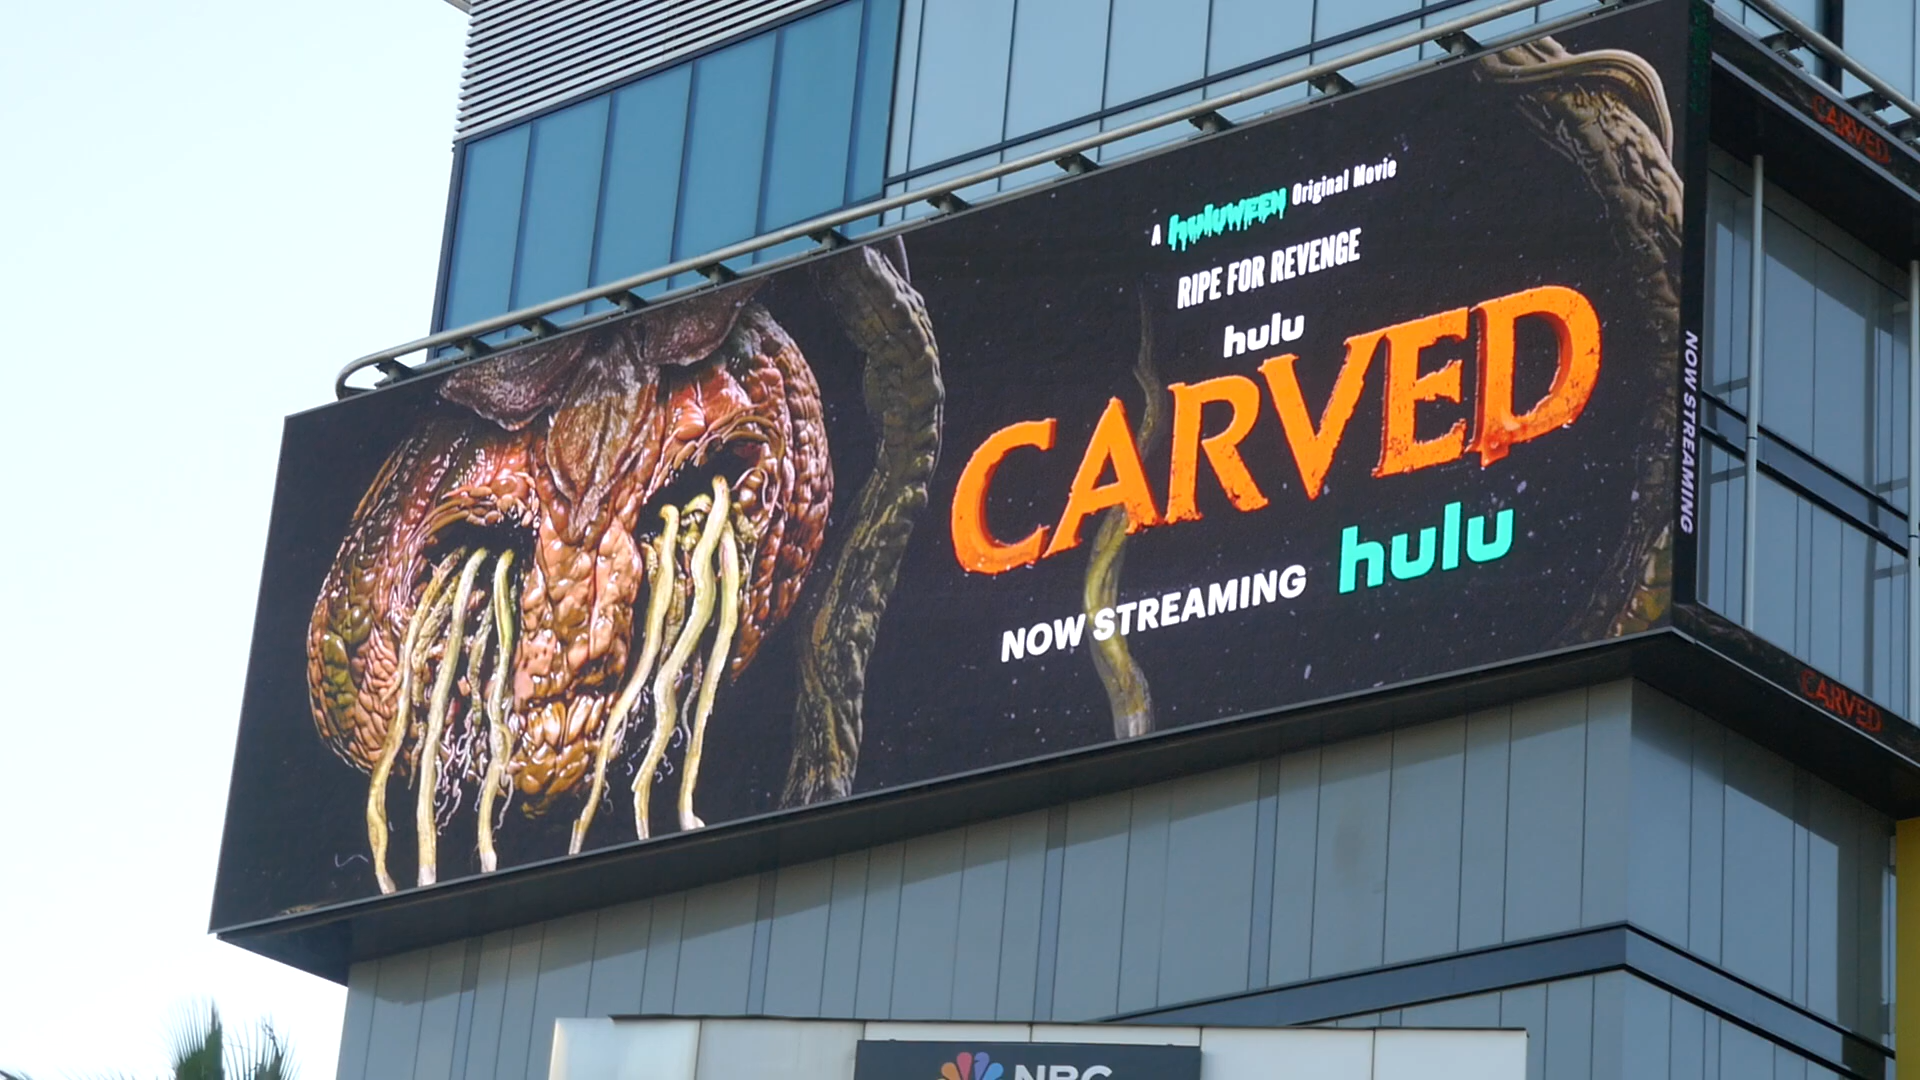 A huluween Original Movie
RIPE FOR REVENGE
hulu
CARVED
NOW STREAMING hulu
NOW STREAMING
CARVED
CARVED
NBC